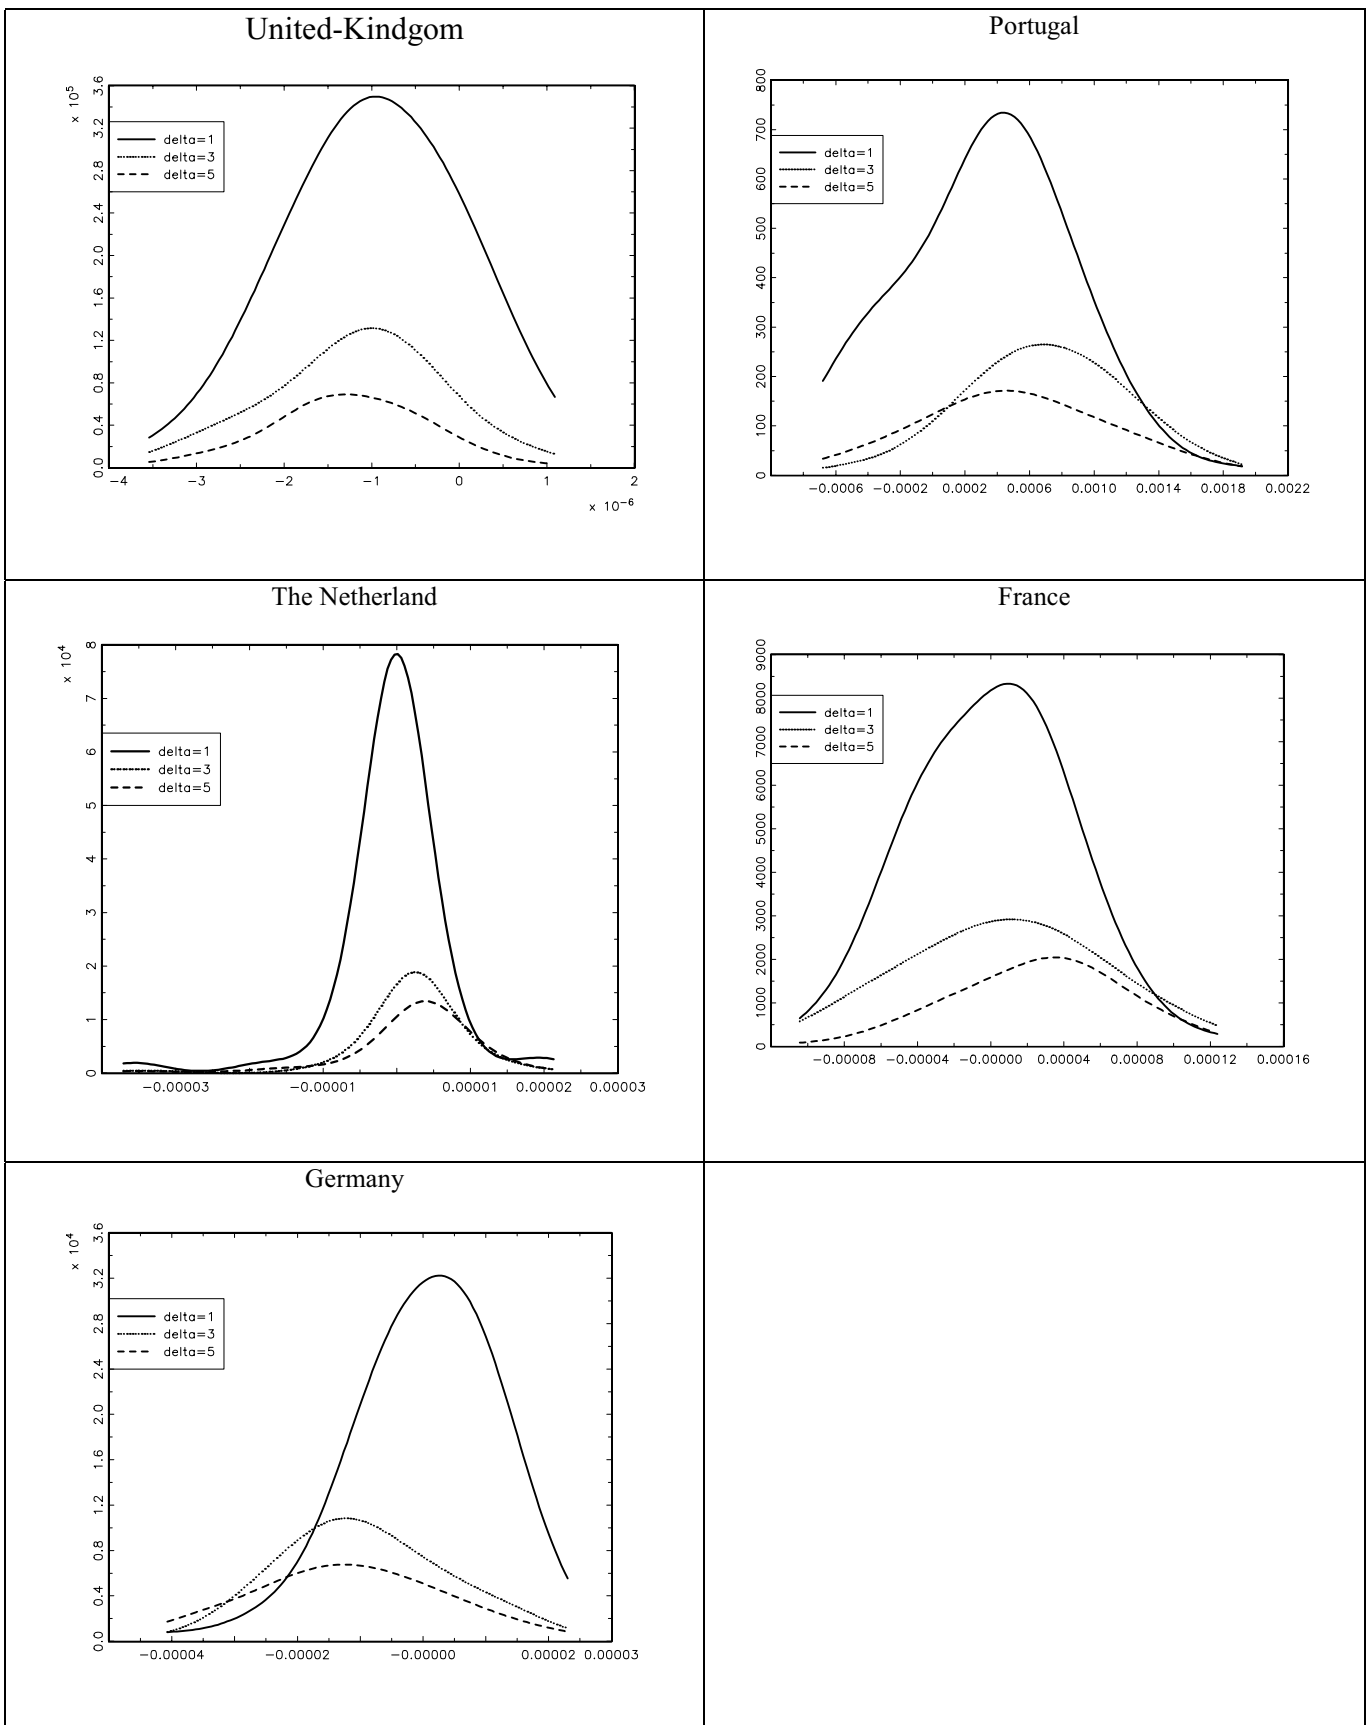 United-Kindgom
x 10⁵
3.6
3.2
2.8
2.4
2.0
1.6
1.2
0.8
0.4
0.0
delta=1
delta=3
delta=5
-4 -3 -2 -1 0 1 2
x 10⁻⁶
Portugal
800
700
600
500
400
300
200
100
0
delta=1
delta=3
delta=5
-0.0006 -0.0002 0.0002 0.0006 0.0010 0.0014 0.0018 0.0022
The Netherland
x 10⁴
8
7
6
5
4
3
2
1
0
delta=1
delta=3
delta=5
-0.00003 -0.00001 0.00001 0.00002 0.00003
France
9000
8000
7000
6000
5000
4000
3000
2000
1000
0
delta=1
delta=3
delta=5
-0.00008 -0.00004 -0.00000 0.00004 0.00008 0.00012 0.00016
Germany
x 10⁴
3.6
3.2
2.8
2.4
2.0
1.6
1.2
0.8
0.4
0.0
delta=1
delta=3
delta=5
-0.00004 -0.00002 -0.00000 0.00002 0.00003